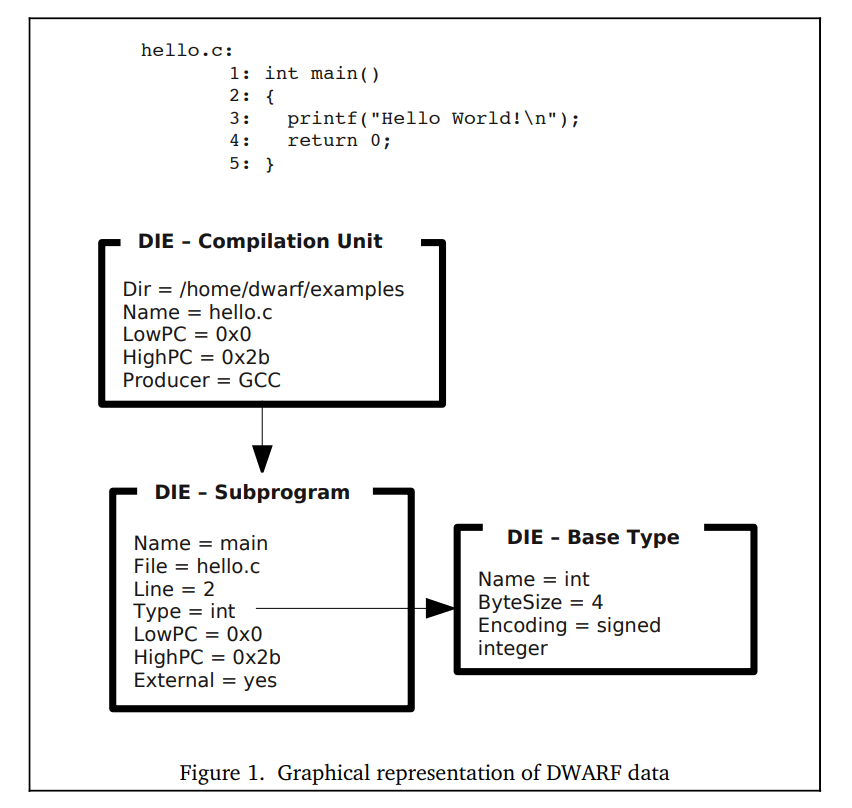 hello.c:
1: int main()
2: {
3:   printf("Hello World!\n");
4:   return 0;
5: }
DIE – Compilation Unit
Dir = /home/dwarf/examples
Name = hello.c
LowPC = 0x0
HighPC = 0x2b
Producer = GCC
DIE – Subprogram
Name = main
File = hello.c
Line = 2
Type = int
LowPC = 0x0
HighPC = 0x2b
External = yes
DIE – Base Type
Name = int
ByteSize = 4
Encoding = signed
integer
Figure 1.  Graphical representation of DWARF data